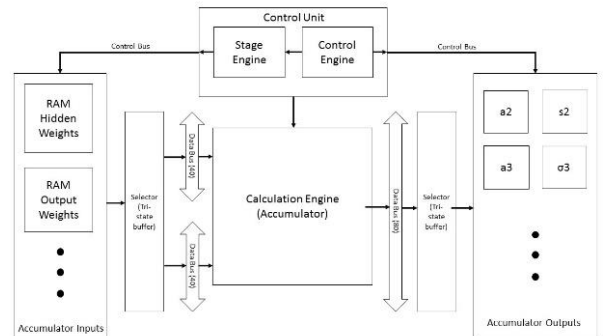 Control Unit
Control Bus
Stage
Engine
Control
Engine
Control Bus
RAM
Hidden
Weights
RAM
Output
Weights
Accumulator Inputs
Selector (Tri-
state
buffer)
Data Bus (40)
Data Bus (40)
Calculation Engine
(Accumulator)
Data Bus (80)
Selector (Tri-
state
buffer)
a2
s2
a3
σ3
Accumulator Outputs